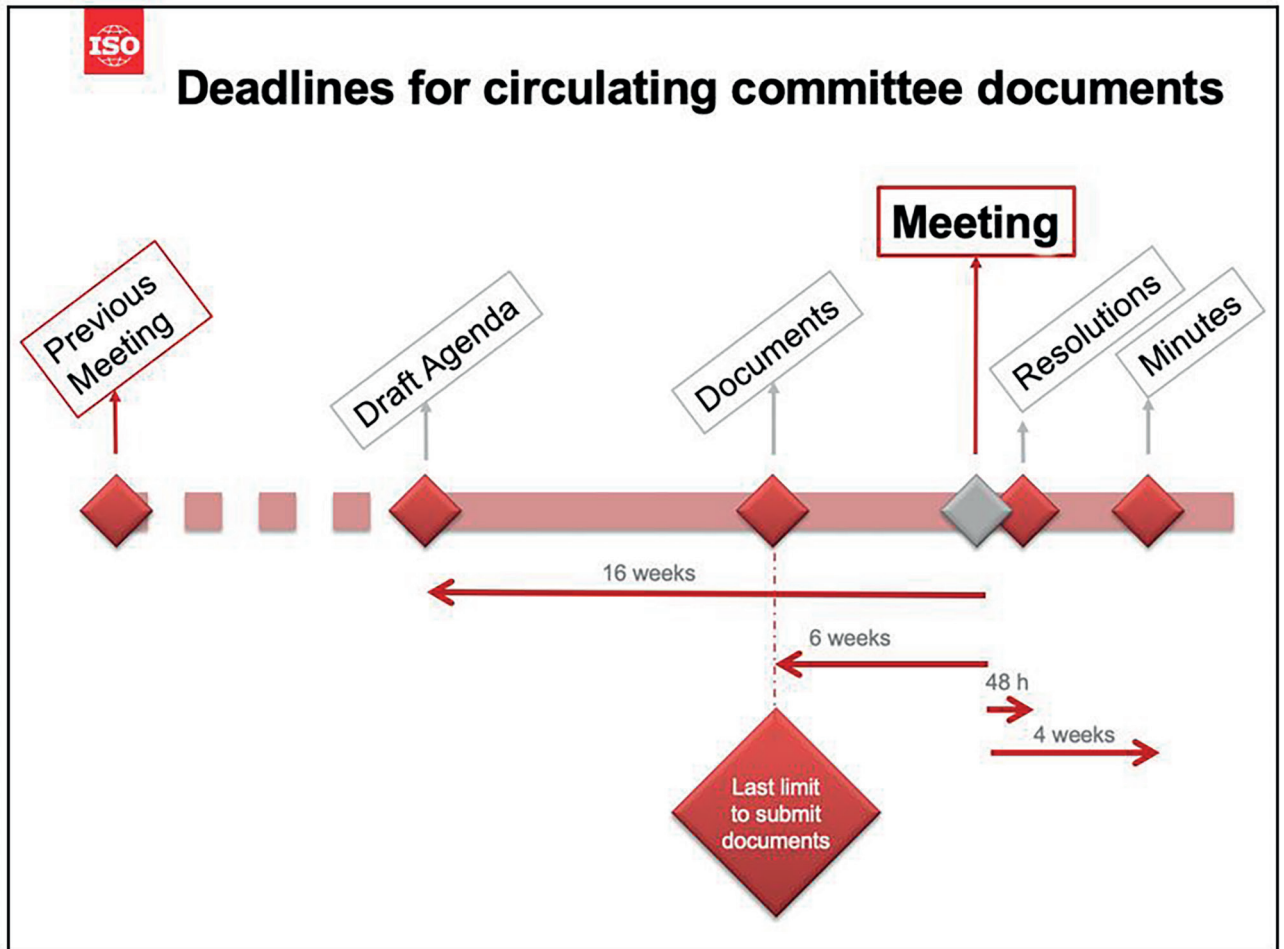 ISO
Deadlines for circulating committee documents
Previous
Meeting
Draft Agenda
Documents
Meeting
Resolutions
Minutes
16 weeks
6 weeks
48 h
4 weeks
Last limit
to submit
documents